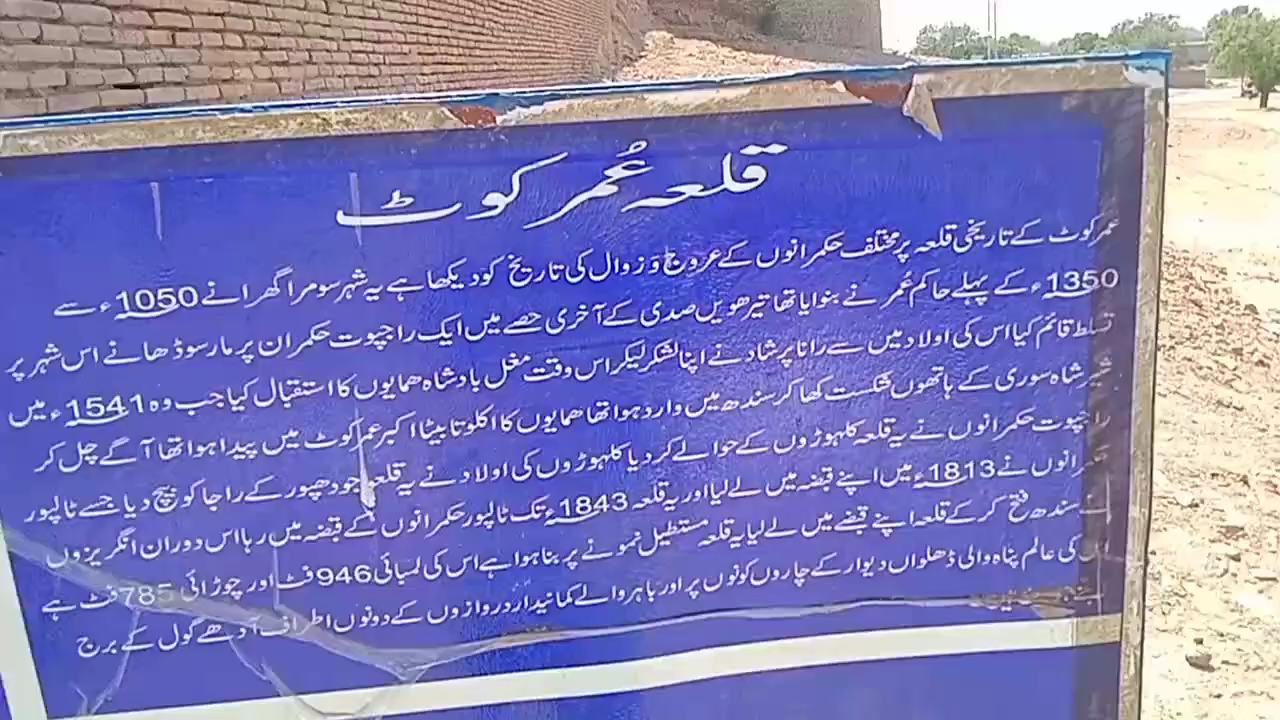 قلعہ عُمر کوٹ
عمرکوٹ کے تاریخی قلعہ پر مختلف حکمرانوں کے عروج و زوال کی تاریخ کو دیکھا ہے یہ شہر سومرا گھرانے 1050ء سے
1350ء کے پہلے حاکم عُمر نے بنوایا تھا تیرھویں صدی کے آخری حصے میں ایک راجپوت حکمران پرمار سوڈھا نے اس شہر پر
تسلط قائم کیا اس کی اولاد میں سے رانا پرشاد نے اپنا لشکر لیکر اس وقت مغل بادشاہ ھمایوں کا استقبال کیا جب وہ 1541ء میں
شیر شاہ سوری کے ہاتھوں شکست کھا کر سندھ میں وارد ہوا تھا ھمایوں کا اکلوتا بیٹا اکبر عمرکوٹ میں پیدا ہوا تھا آگے چل کر
راجپوت حکمرانوں نے یہ قلعہ کلہوڑوں کے حوالے کر دیا کلہوڑوں کی اولاد نے یہ قلعہ جودھپور کے راجا کو بیچ دیا جسے ٹالپور
حکمرانوں نے 1813ء میں اپنے قبضہ میں لے لیا اور یہ قلعہ 1843ء تک ٹالپور حکمرانوں کے قبضہ میں رہا اس دوران انگریزوں
نے سندھ فتح کر کے قلعہ اپنے قبضے میں لے لیا یہ قلعہ مستطیل نمونے پر بنا ہوا ہے اس کی لمبائی 946 فٹ اور چوڑائی 785 فٹ ہے
اس کی عالم پناہ والی ڈھلواں دیوار کے چاروں کونوں پر اور باہر والے کمانیدار دروازوں کے دونوں اطراف آدھے گول کے برج